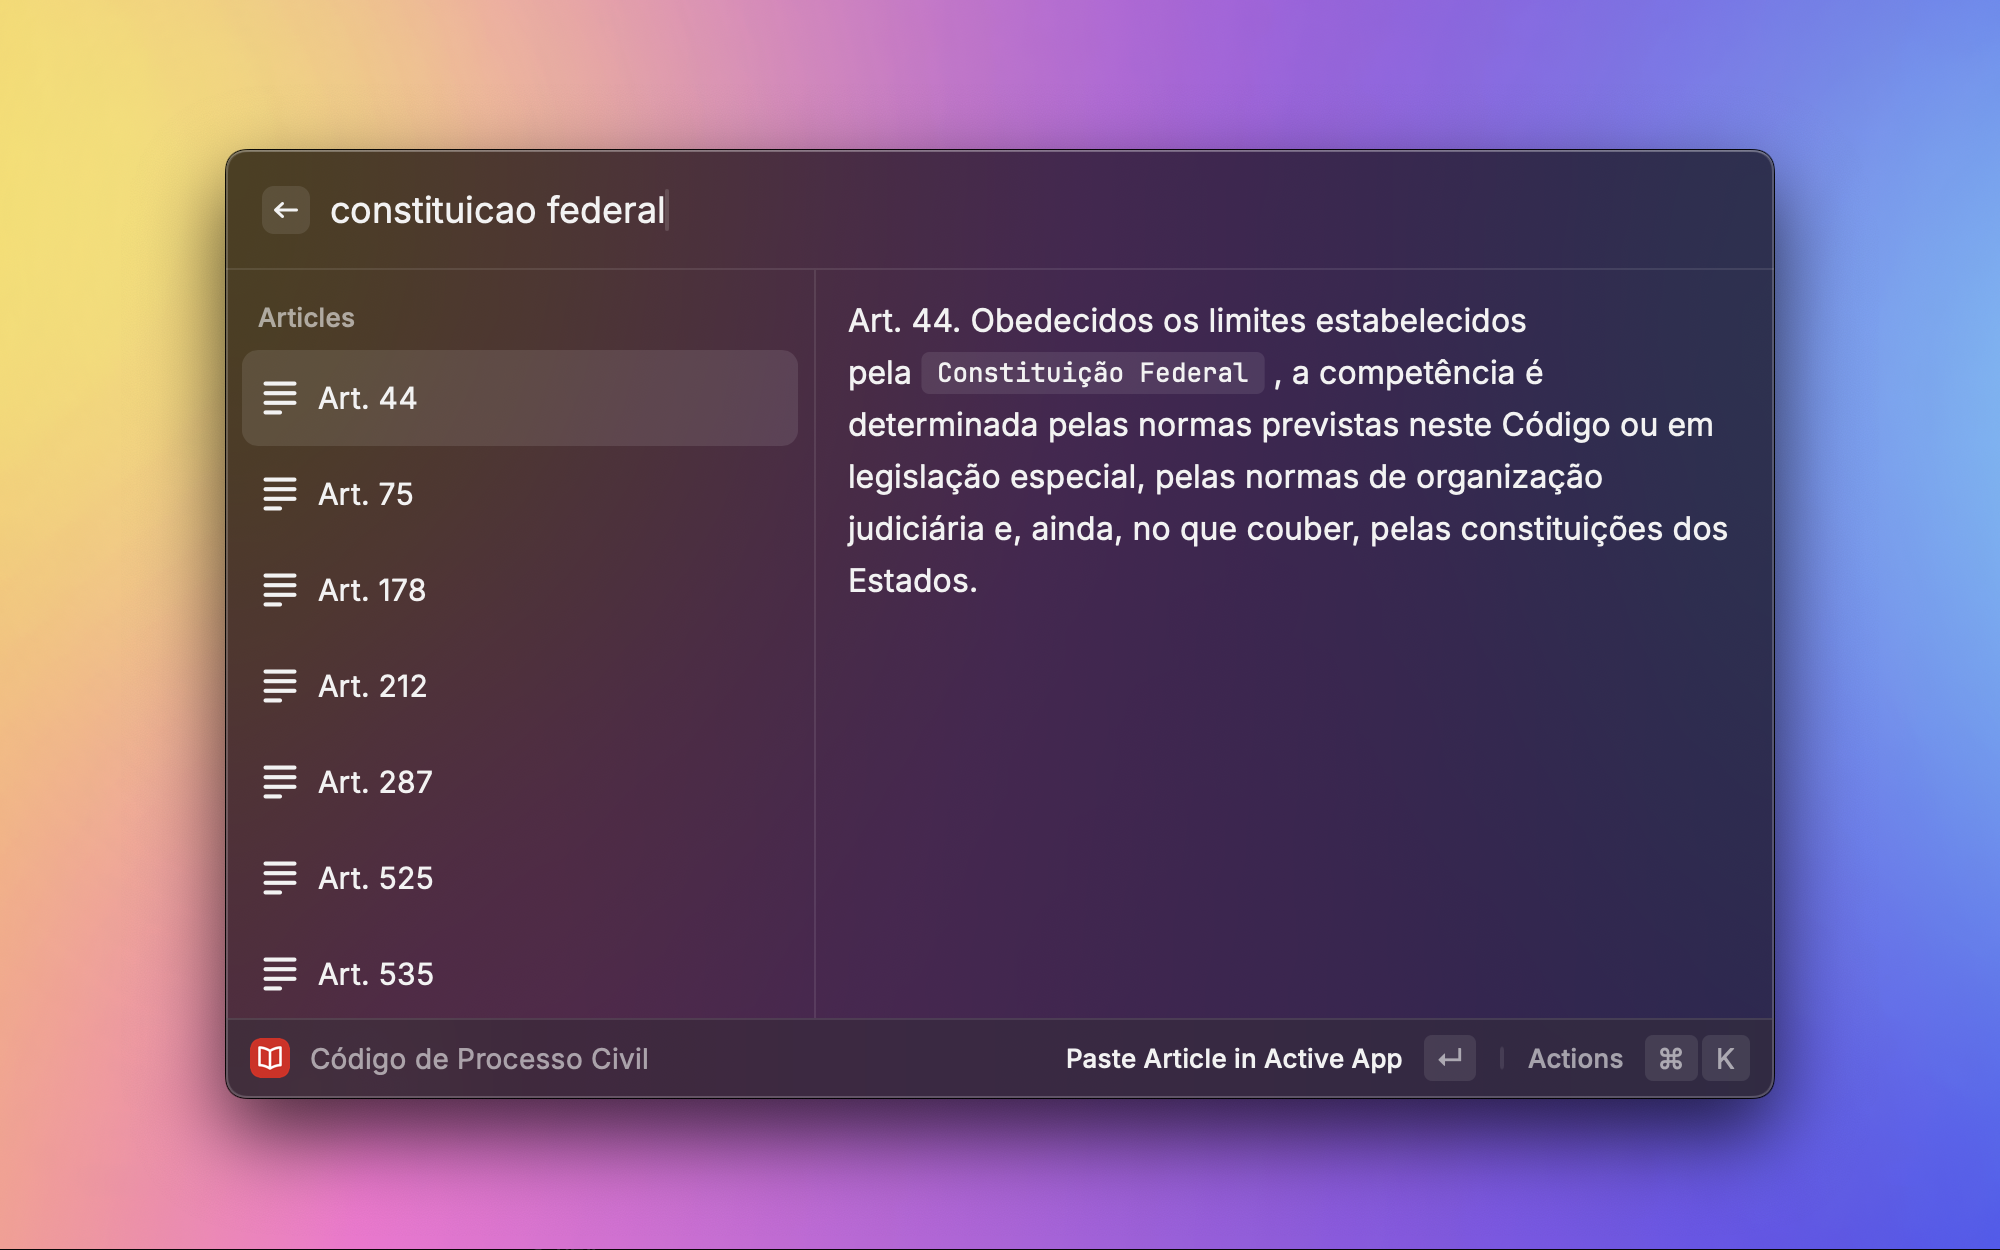 constituicao federal
Articles
Art. 44
Art. 75
Art. 178
Art. 212
Art. 287
Art. 525
Art. 535
Art. 44. Obedecidos os limites estabelecidos
pela Constituição Federal , a competência é
determinada pelas normas previstas neste Código ou em
legislação especial, pelas normas de organização
judiciária e, ainda, no que couber, pelas constituições dos
Estados.
Código de Processo Civil
Paste Article in Active App ↵ Actions ⌘ K